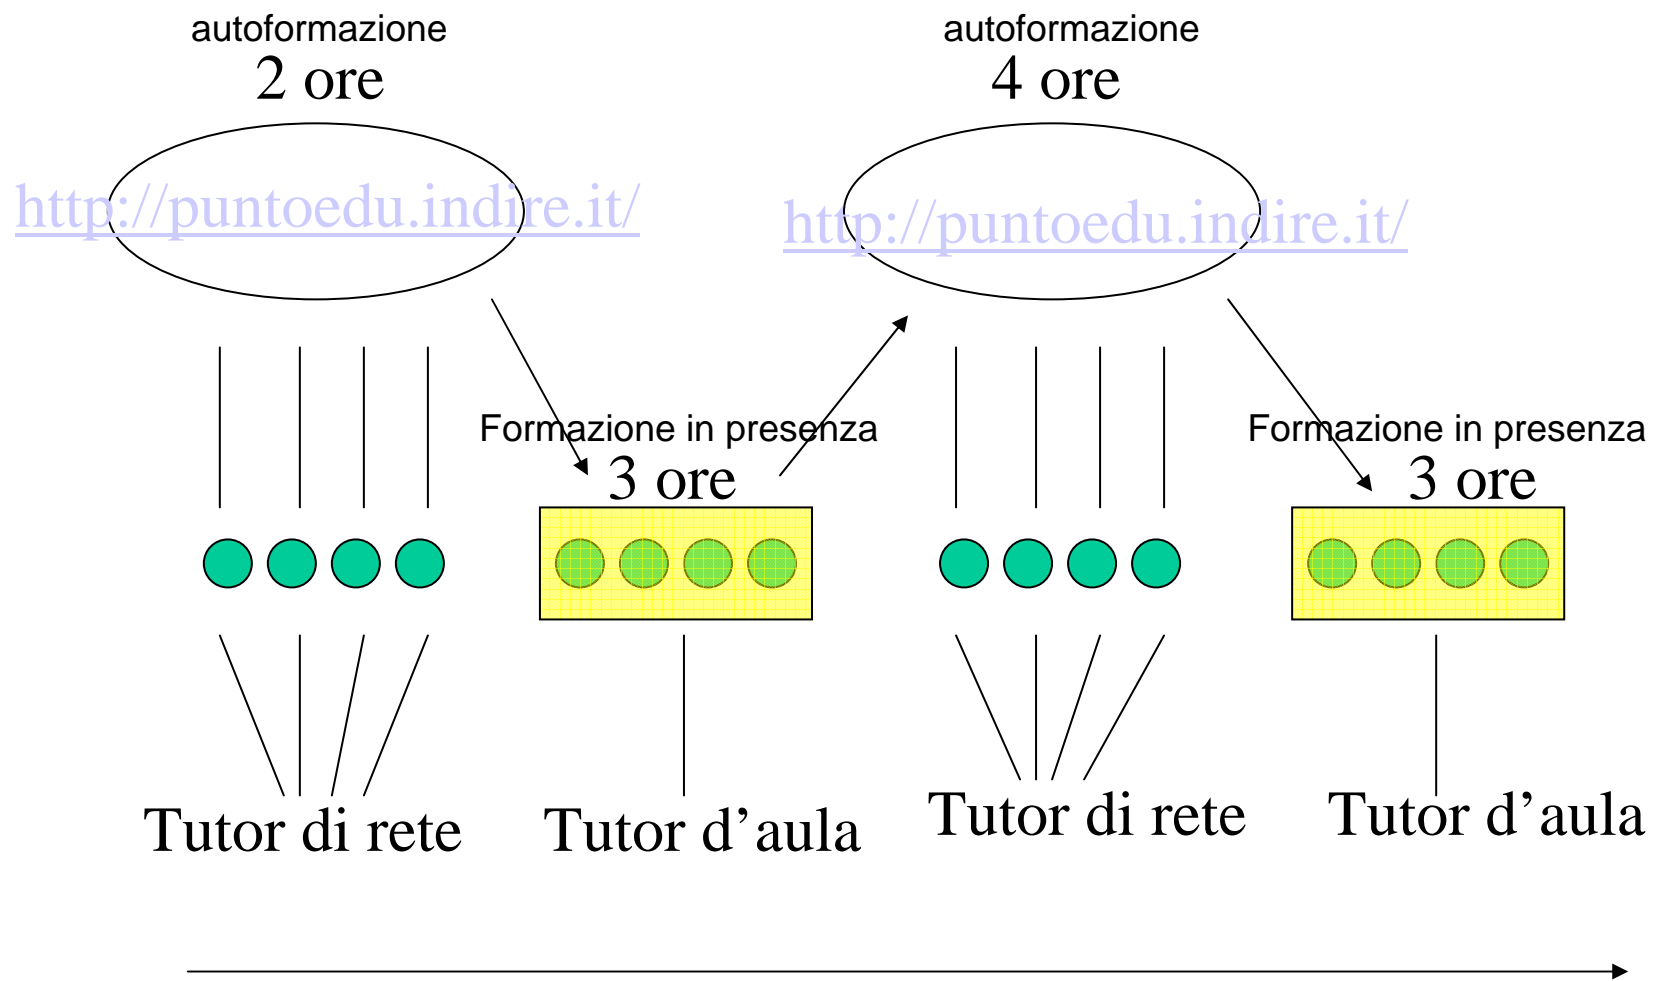 autoformazione
2 ore
autoformazione
4 ore
http://puntoedu.indire.it/
http://puntoedu.indire.it/
Formazione in presenza
3 ore
Formazione in presenza
3 ore
Tutor di rete
Tutor d’aula
Tutor di rete
Tutor d’aula